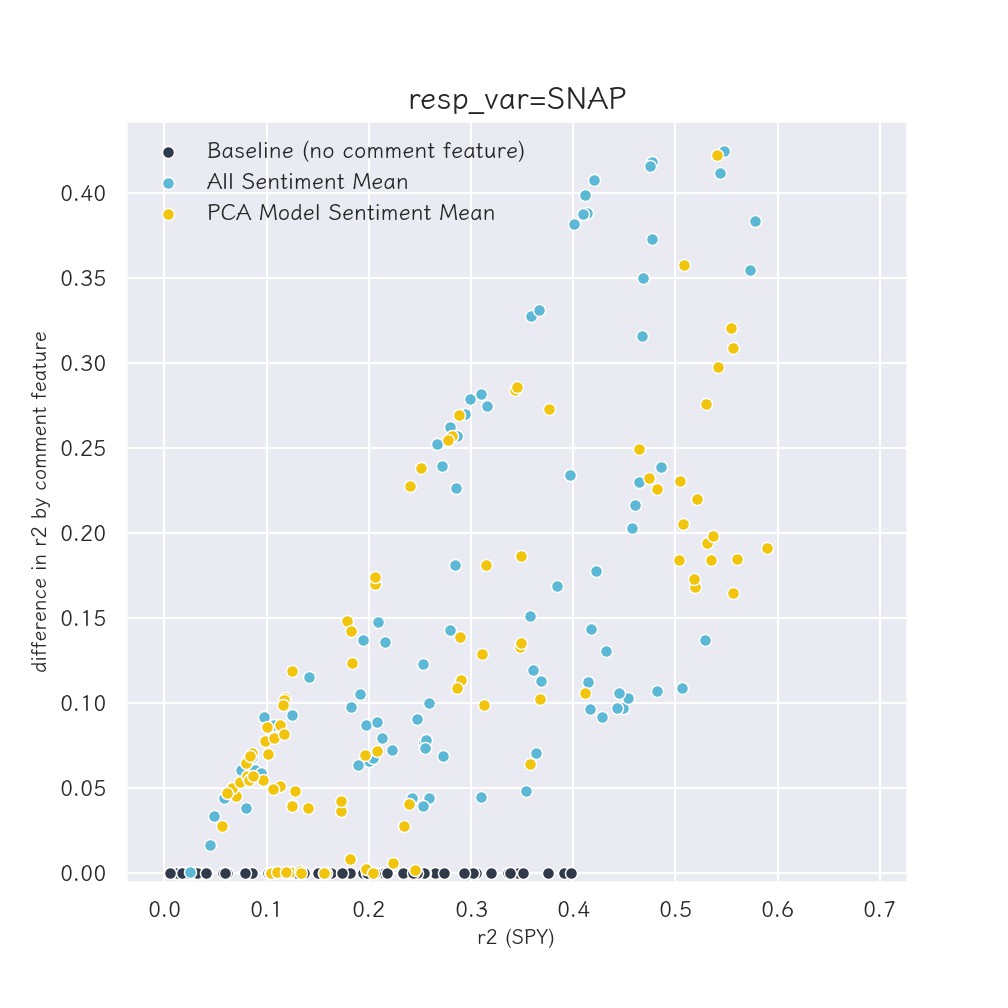 resp_var=SNAP
Baseline (no comment feature)
All Sentiment Mean
PCA Model Sentiment Mean
difference in r2 by comment feature
0.40
0.35
0.30
0.25
0.20
0.15
0.10
0.05
0.00
0.0 0.1 0.2 0.3 0.4 0.5 0.6 0.7
r2 (SPY)